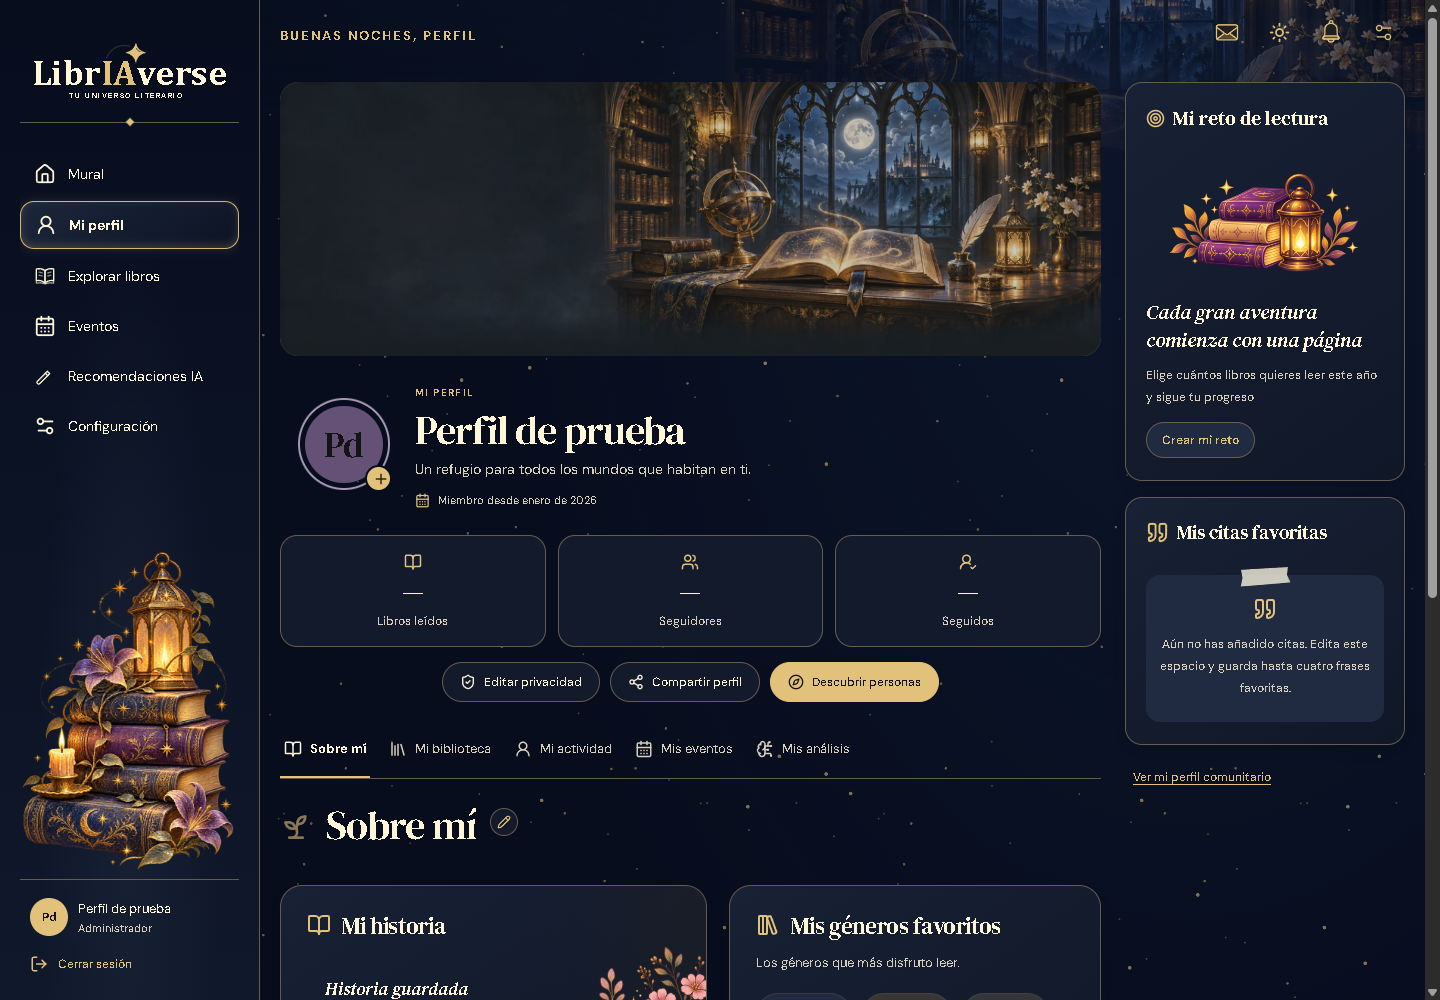 LibrIAverse
TU UNIVERSO LITERARIO
Mural
Mi perfil
Explorar libros
Eventos
Recomendaciones IA
Configuración
Pd
Perfil de prueba
Administrador
Cerrar sesión
BUENAS NOCHES, PERFIL
Pd
MI PERFIL
Perfil de prueba
Un refugio para todos los mundos que habitan en ti.
Miembro desde enero de 2026
—
Libros leídos
—
Seguidores
—
Seguidos
Editar privacidad
Compartir perfil
Descubrir personas
Sobre mí
Mi biblioteca
Mi actividad
Mis eventos
Mis análisis
Sobre mí
Mi historia
Historia guardada
Mis géneros favoritos
Los géneros que más disfruto leer.
Mi reto de lectura
Cada gran aventura
comienza con una página
Elige cuántos libros quieres leer este año
y sigue tu progreso
Crear mi reto
Mis citas favoritas
Aún no has añadido citas. Edita este
espacio y guarda hasta cuatro frases
favoritas.
Ver mi perfil comunitario